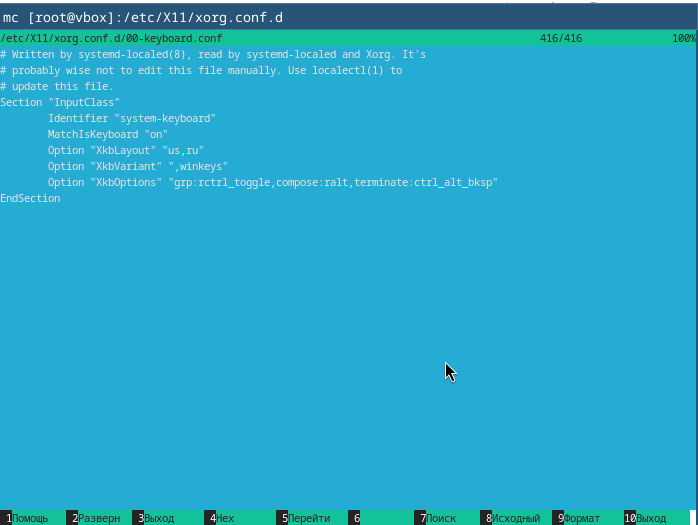 mc [root@vbox]:/etc/X11/xorg.conf.d
/etc/X11/xorg.conf.d/00-keyboard.conf 416/416 100%
# Written by systemd-localed(8), read by systemd-localed and Xorg. It's
# probably wise not to edit this file manually. Use localectl(1) to
# update this file.
Section "InputClass"
        Identifier "system-keyboard"
        MatchIsKeyboard "on"
        Option "XkbLayout" "us,ru"
        Option "XkbVariant" ",winkeys"
        Option "XkbOptions" "grp:rctrl_toggle,compose:ralt,terminate:ctrl_alt_bksp"
EndSection
1Помощь 2Разверн 3Выход 4Hex 5Перейти 6 7Поиск 8Исходный 9Формат 10Выход